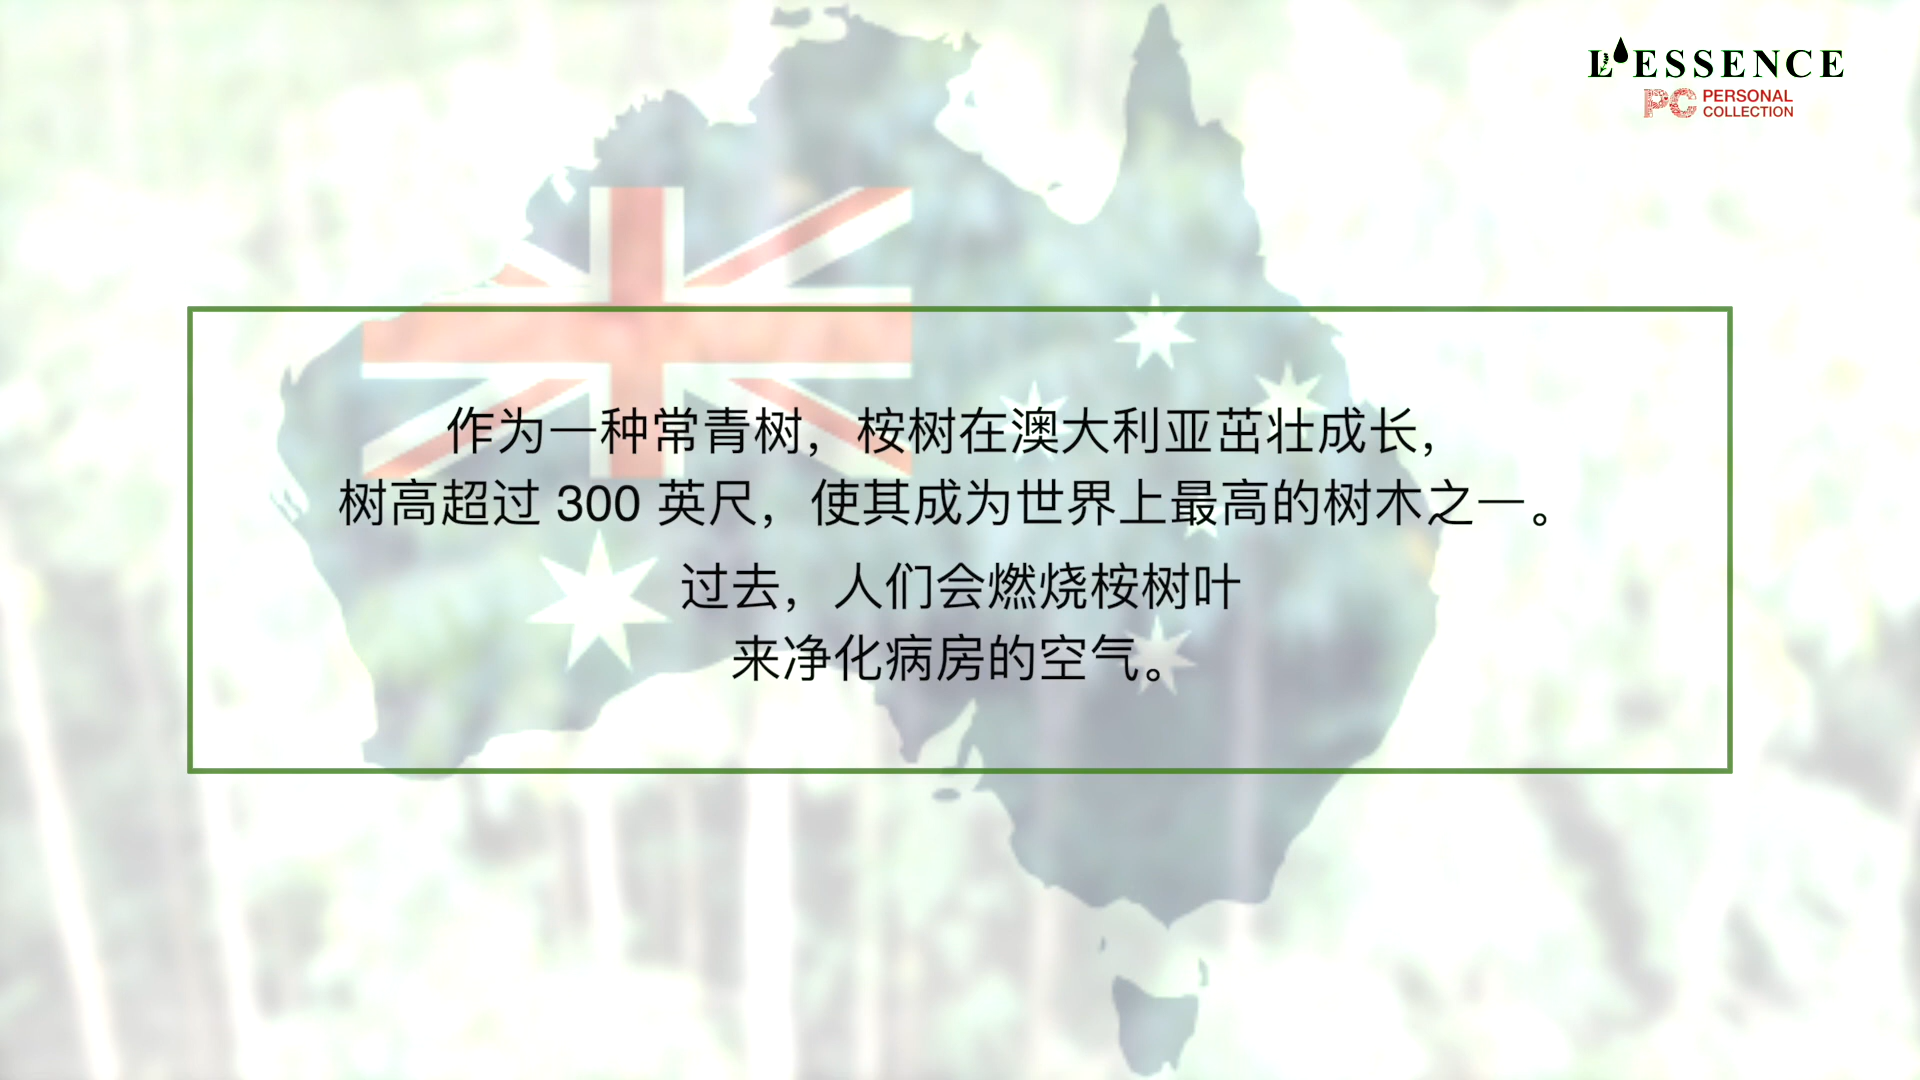 L'ESSENCE
PC PERSONAL
COLLECTION
作为一种常青树，桉树在澳大利亚茁壮成长，
树高超过 300 英尺，使其成为世界上最高的树木之一。
过去，人们会燃烧桉树叶
来净化病房的空气。